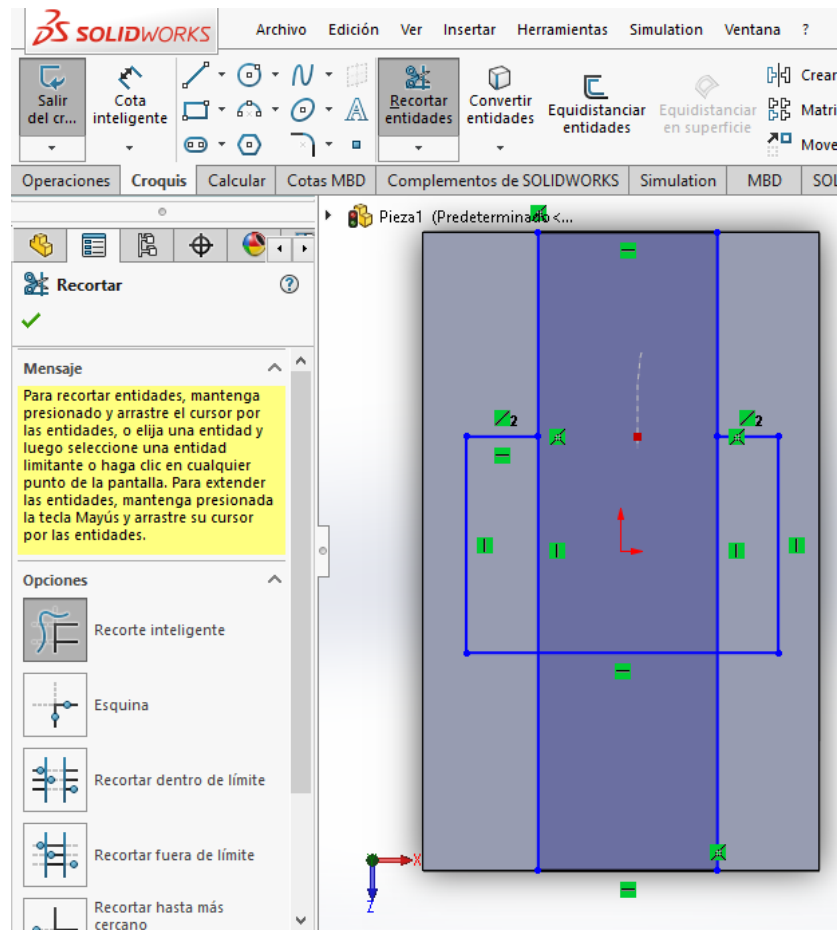 SOLIDWORKS
Archivo Edición Ver Insertar Herramientas Simulation Ventana ?
Salir del cr...
Cota inteligente
Recortar entidades
Convertir entidades
Equidistanciar entidades
Equidistanciar en superficie
Crear
Matri
Move
Operaciones Croquis Calcular Cotas MBD Complementos de SOLIDWORKS Simulation MBD SOL
Pieza1 (Predeterminado<...
Recortar
Mensaje
Para recortar entidades, mantenga
presionado y arrastre el cursor por
las entidades, o elija una entidad y
luego seleccione una entidad
limitante o haga clic en cualquier
punto de la pantalla. Para extender
las entidades, mantenga presionada
la tecla Mayús y arrastre su cursor
por las entidades.
Opciones
Recorte inteligente
Esquina
Recortar dentro de límite
Recortar fuera de límite
Recortar hasta más
cercano
2
2
X
Z